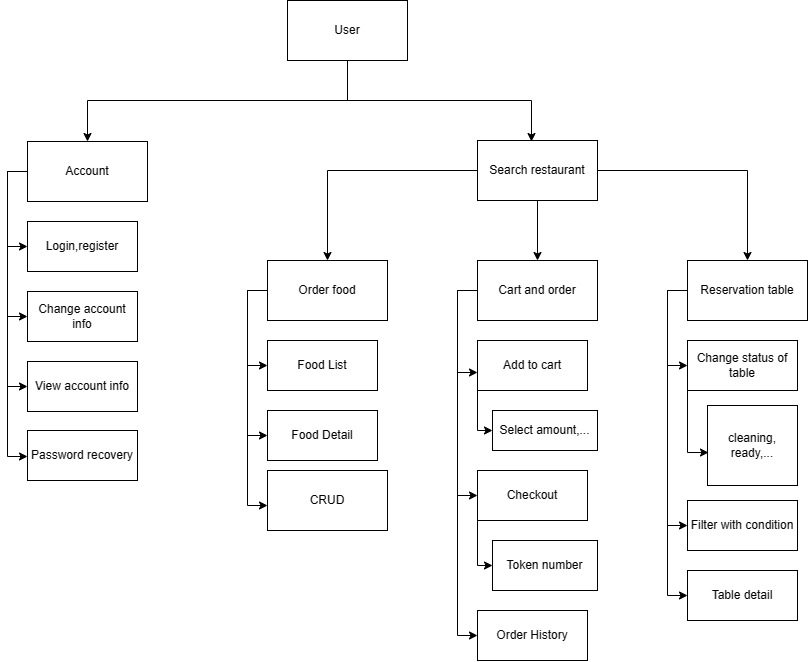 User
Account
Login,register
Change account
info
View account info
Password recovery
Search restaurant
Order food
Food List
Food Detail
CRUD
Cart and order
Add to cart
Select amount,...
Checkout
Token number
Order History
Reservation table
Change status of
table
cleaning,
ready,...
Filter with condition
Table detail